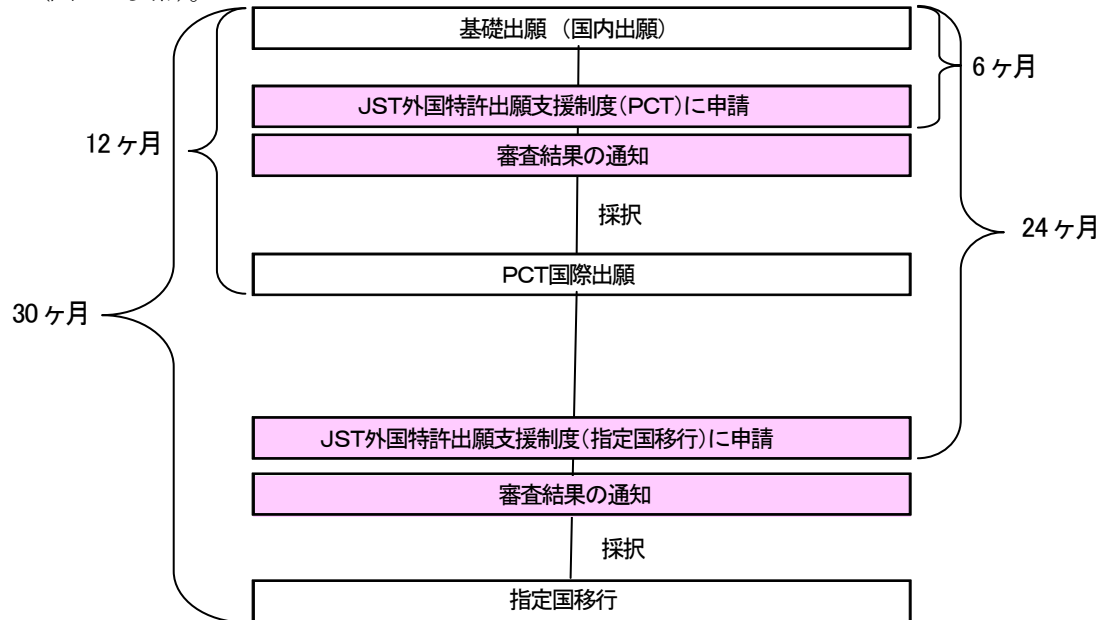 基礎出願（国内出願）
6ヶ月
JST外国特許出願支援制度(PCT)に申請
12ヶ月
審査結果の通知
採択
24ヶ月
PCT国際出願
30ヶ月
JST外国特許出願支援制度(指定国移行)に申請
審査結果の通知
採択
指定国移行